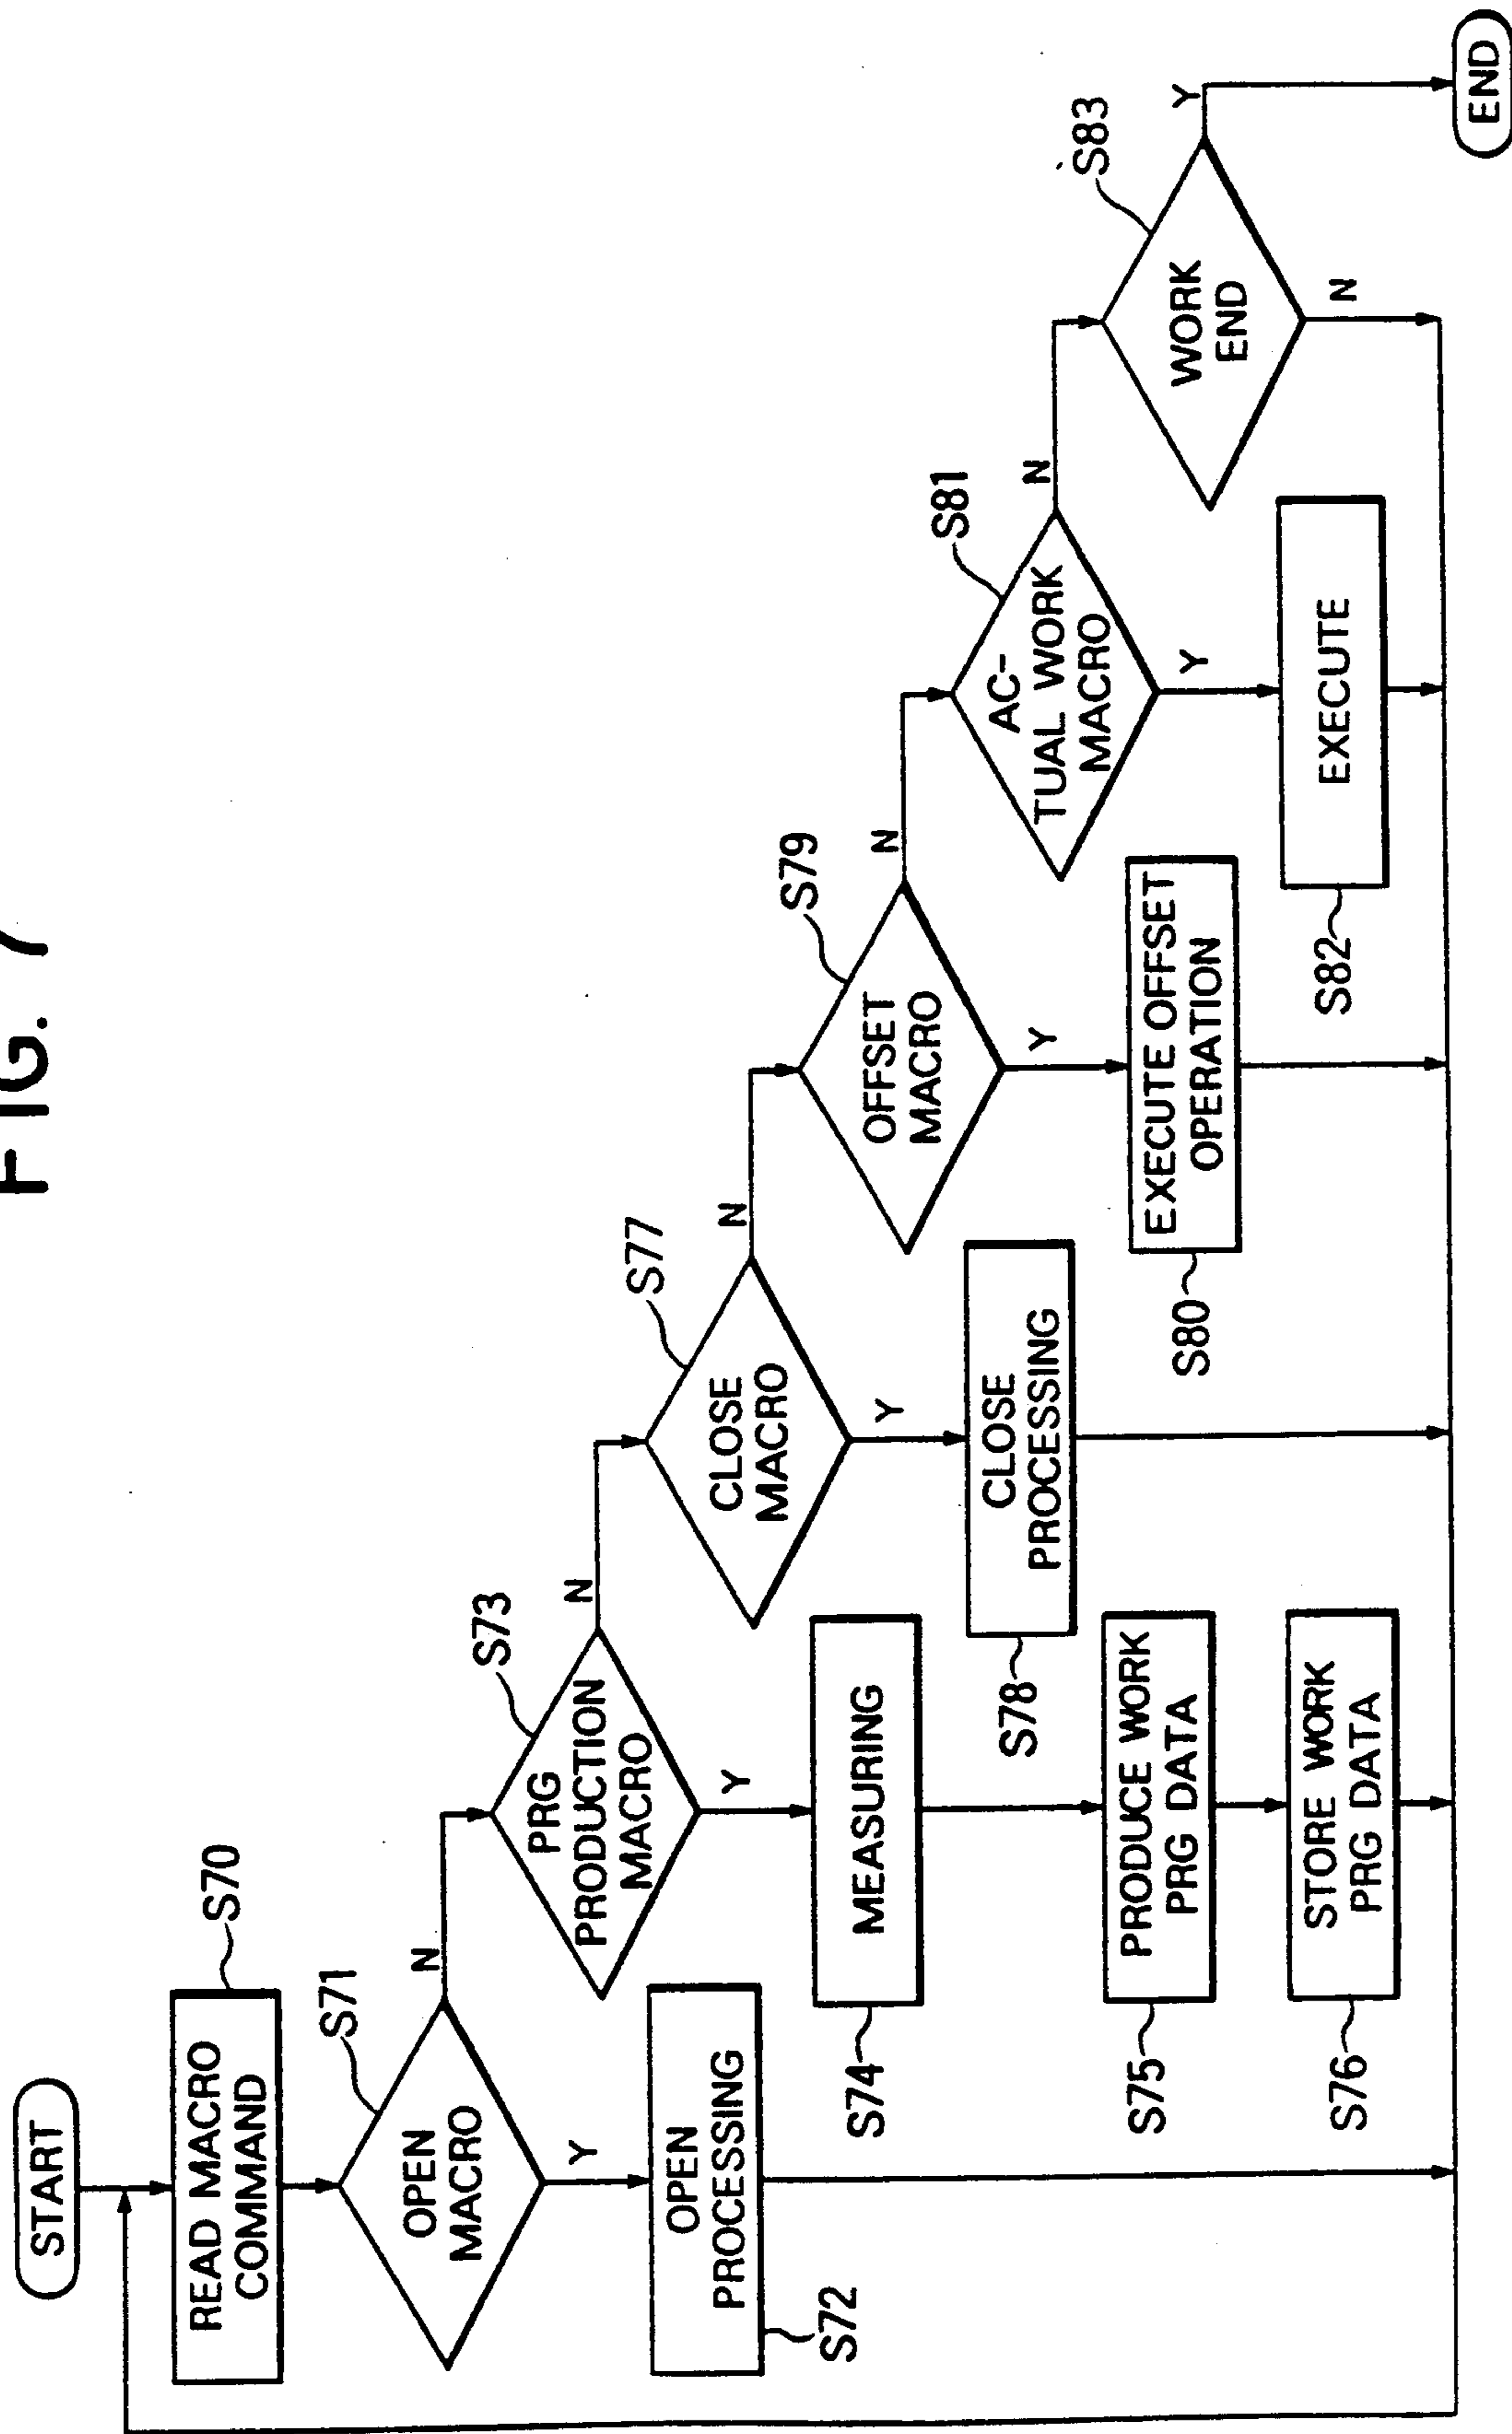 FIG. 7
START
READ MACRO
COMMAND
S70
OPEN
MACRO
S71
N
Y
OPEN
PROCESSING
S72
PRG
PRODUCTION
MACRO
S73
N
Y
MEASURING
S74
PRODUCE WORK
PRG DATA
S75
STORE WORK
PRG DATA
S76
CLOSE
MACRO
S77
N
Y
CLOSE
PROCESSING
S78
OFFSET
MACRO
S79
N
Y
EXECUTE OFFSET
OPERATION
S80
AC-
TUAL WORK
MACRO
S81
N
Y
EXECUTE
S82
WORK
END
S83
Y
N
END